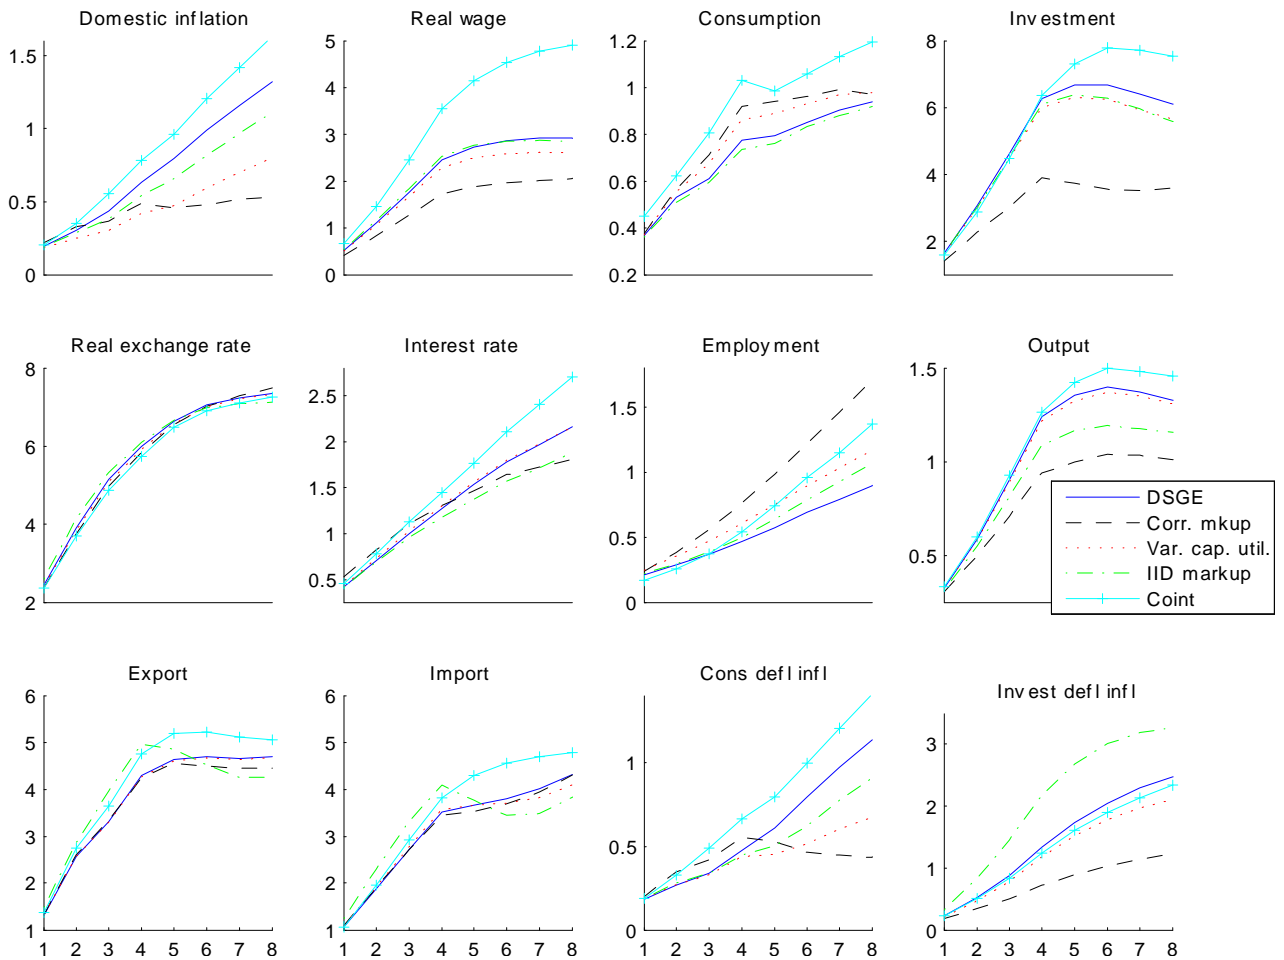 Domestic inflation
Real wage
Consumption
Investment
1.5
1
0.5
0
5
4
3
2
1
0
1.2
1
0.8
0.6
0.4
0.2
8
6
4
2
Real exchange rate
Interest rate
Employment
Output
8
6
4
2
2.5
2
1.5
1
0.5
1.5
1
0.5
0
1.5
1
0.5
DSGE
Corr. mkup
Var. cap. util.
IID markup
Coint
Export
Import
Cons defl infl
Invest defl infl
6
5
4
3
2
1
1 2 3 4 5 6 7 8
6
5
4
3
2
1
1 2 3 4 5 6 7 8
1
0.5
0
1 2 3 4 5 6 7 8
3
2
1
0
1 2 3 4 5 6 7 8